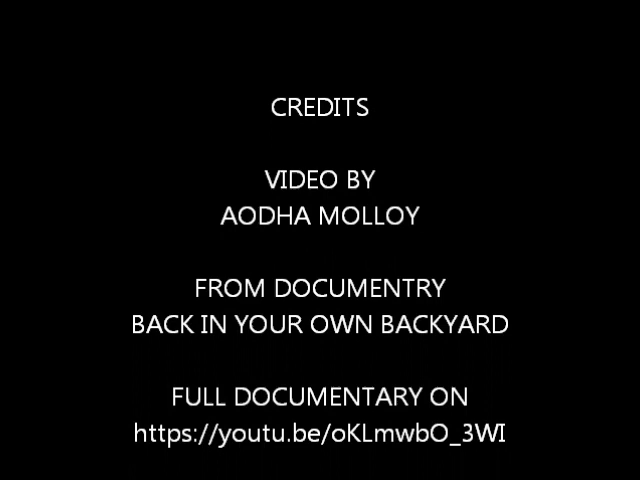 CREDITS
VIDEO BY
AODHA MOLLOY
FROM DOCUMENTRY
BACK IN YOUR OWN BACKYARD
FULL DOCUMENTARY ON
https://youtu.be/oKLmwbO_3WI